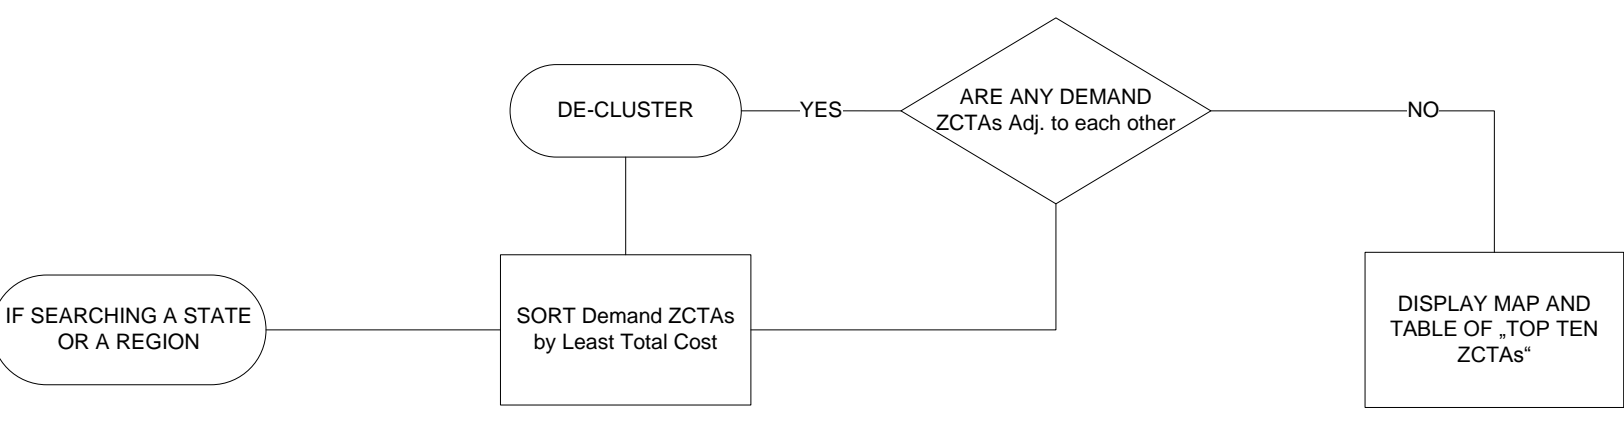 DE-CLUSTER
YES
ARE ANY DEMAND
ZCTAs Adj. to each other
NO
IF SEARCHING A STATE
OR A REGION
SORT Demand ZCTAs
by Least Total Cost
DISPLAY MAP AND
TABLE OF „TOP TEN
ZCTAs“